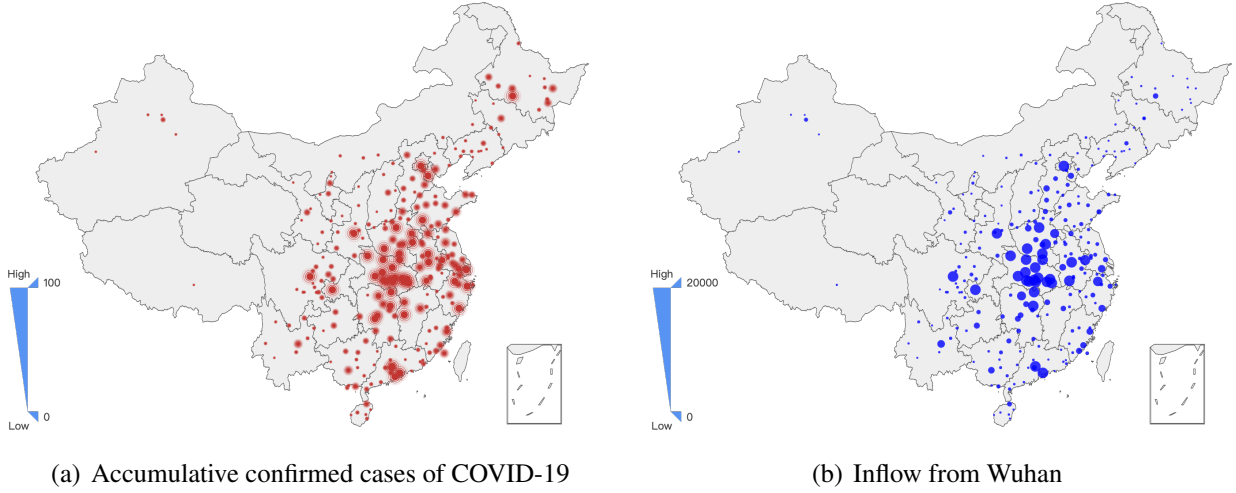 High
100
0
Low
High
20000
0
Low
(a) Accumulative confirmed cases of COVID-19
(b) Inflow from Wuhan